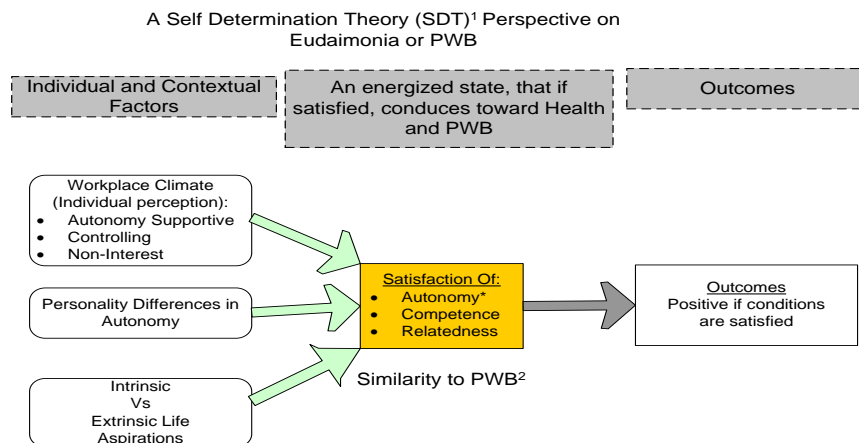 A Self Determination Theory (SDT)¹ Perspective on
Eudaimonia or PWB
Individual and Contextual
Factors
An energized state, that if
satisfied, conduces toward Health
and PWB
Outcomes
Workplace Climate
(Individual perception):
• Autonomy Supportive
• Controlling
• Non-Interest
Personality Differences in
Autonomy
Intrinsic
Vs
Extrinsic Life
Aspirations
Satisfaction Of:
• Autonomy*
• Competence
• Relatedness
Similarity to PWB²
Outcomes
Positive if conditions
are satisfied